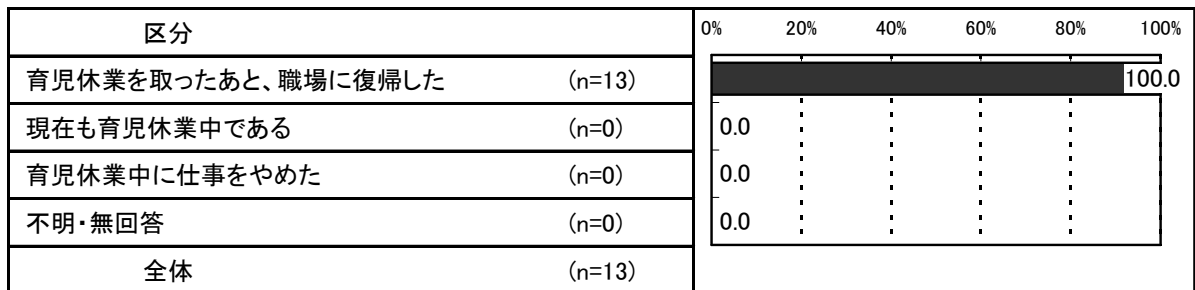 区分 0% 20% 40% 60% 80% 100%
育児休業を取ったあと、職場に復帰した (n=13) 100.0
現在も育児休業中である (n=0) 0.0
育児休業中に仕事をやめた (n=0) 0.0
不明・無回答 (n=0) 0.0
全体 (n=13)